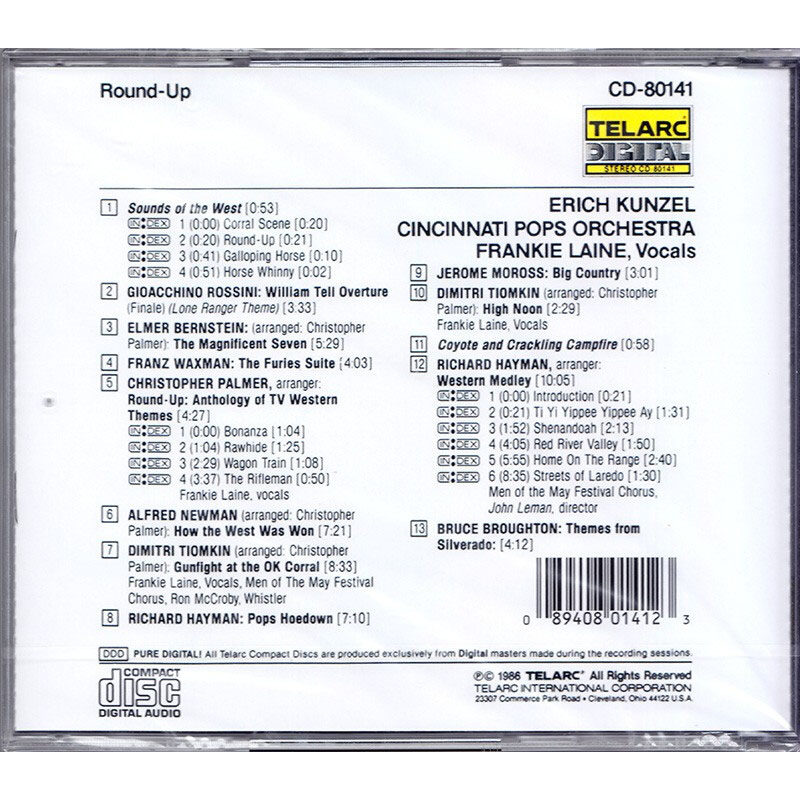 Round-Up
CD-80141
TELARC
DIGITAL
STEREO CD 80141
ERICH KUNZEL
CINCINNATI POPS ORCHESTRA
FRANKIE LAINE, Vocals
1 Sounds of the West [0:53]
INDEX 1 (0:00) Corral Scene [0:20]
INDEX 2 (0:20) Round-Up [0:21]
INDEX 3 (0:41) Galloping Horse [0:10]
INDEX 4 (0:51) Horse Whinny [0:02]
2 GIOACCHINO ROSSINI: William Tell Overture
(Finale) (Lone Ranger Theme) [3:33]
3 ELMER BERNSTEIN: (arranged: Christopher
Palmer): The Magnificent Seven [5:29]
4 FRANZ WAXMAN: The Furies Suite [4:03]
5 CHRISTOPHER PALMER, arranger:
Round-Up: Anthology of TV Western
Themes [4:27]
INDEX 1 (0:00) Bonanza [1:04]
INDEX 2 (1:04) Rawhide [1:25]
INDEX 3 (2:29) Wagon Train [1:08]
INDEX 4 (3:37) The Rifleman [0:50]
Frankie Laine, vocals
6 ALFRED NEWMAN (arranged: Christopher
Palmer): How the West Was Won [7:21]
7 DIMITRI TIOMKIN (arranged: Christopher
Palmer): Gunfight at the OK Corral [8:33]
Frankie Laine, Vocals, Men of The May Festival
Chorus, Ron McCroby, Whistler
8 RICHARD HAYMAN: Pops Hoedown [7:10]
9 JEROME MOROSS: Big Country [3:01]
10 DIMITRI TIOMKIN (arranged: Christopher
Palmer): High Noon [2:29]
Frankie Laine, Vocals
11 Coyote and Crackling Campfire [0:58]
12 RICHARD HAYMAN, arranger:
Western Medley [10:05]
INDEX 1 (0:00) Introduction [0:21]
INDEX 2 (0:21) Ti Yi Yippee Yippee Ay [1:31]
INDEX 3 (1:52) Shenandoah [2:13]
INDEX 4 (4:05) Red River Valley [1:50]
INDEX 5 (5:55) Home On The Range [2:40]
INDEX 6 (8:35) Streets of Laredo [1:30]
Men of the May Festival Chorus,
John Leman, director
13 BRUCE BROUGHTON: Themes from
Silverado: [4:12]
0 89408 01412 3
DDD PURE DIGITAL! All Telarc Compact Discs are produced exclusively from Digital masters made during the recording sessions.
COMPACT
disc
DIGITAL AUDIO
℗© 1986 TELARC® All Rights Reserved
TELARC INTERNATIONAL CORPORATION
23307 Commerce Park Road • Cleveland, Ohio 44122 U.S.A.